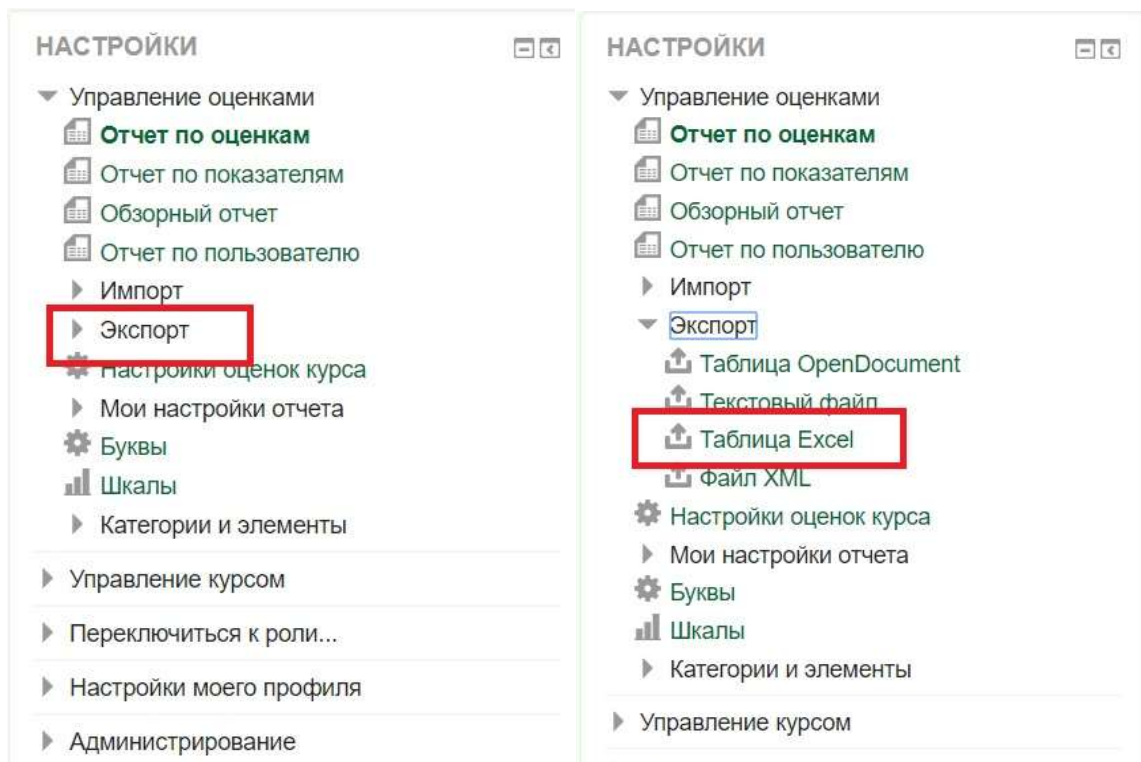 НАСТРОЙКИ
Управление оценками
Отчет по оценкам
Отчет по показателям
Обзорный отчет
Отчет по пользователю
Импорт
Экспорт
Настройки оценок курса
Мои настройки отчета
Буквы
Шкалы
Категории и элементы
Управление курсом
Переключиться к роли...
Настройки моего профиля
Администрирование
НАСТРОЙКИ
Управление оценками
Отчет по оценкам
Отчет по показателям
Обзорный отчет
Отчет по пользователю
Импорт
Экспорт
Таблица OpenDocument
Текстовый файл
Таблица Excel
Файл XML
Настройки оценок курса
Мои настройки отчета
Буквы
Шкалы
Категории и элементы
Управление курсом